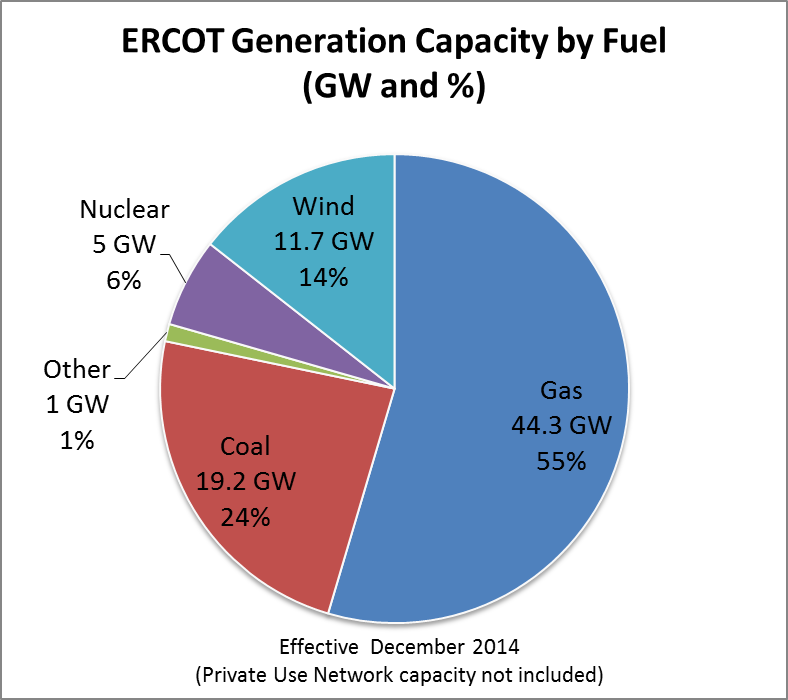 ERCOT Generation Capacity by Fuel
(GW and %)
Wind
11.7 GW
14%
Nuclear
5 GW
6%
Other
1 GW
1%
Gas
44.3 GW
55%
Coal
19.2 GW
24%
Effective December 2014
(Private Use Network capacity not included)